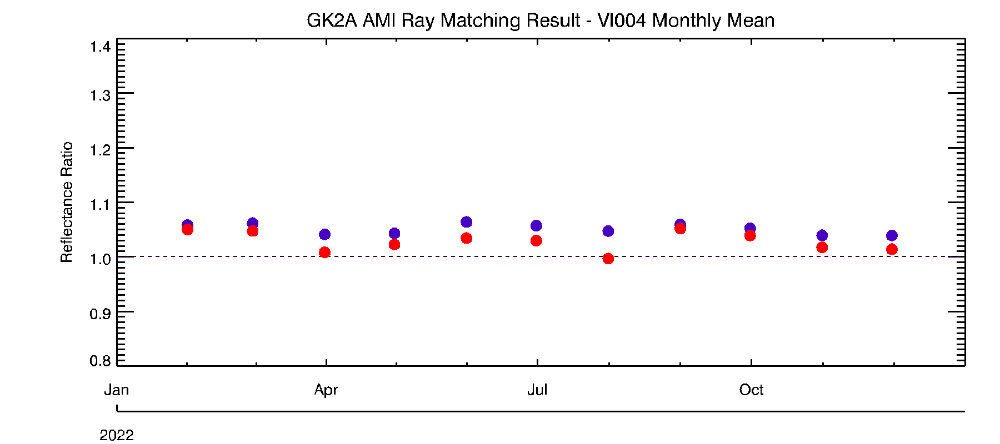 GK2A AMI Ray Matching Result - VI004 Monthly Mean
1.4
1.3
1.2
1.1
1.0
0.9
0.8
Reflectance Ratio
Jan Apr Jul Oct
2022